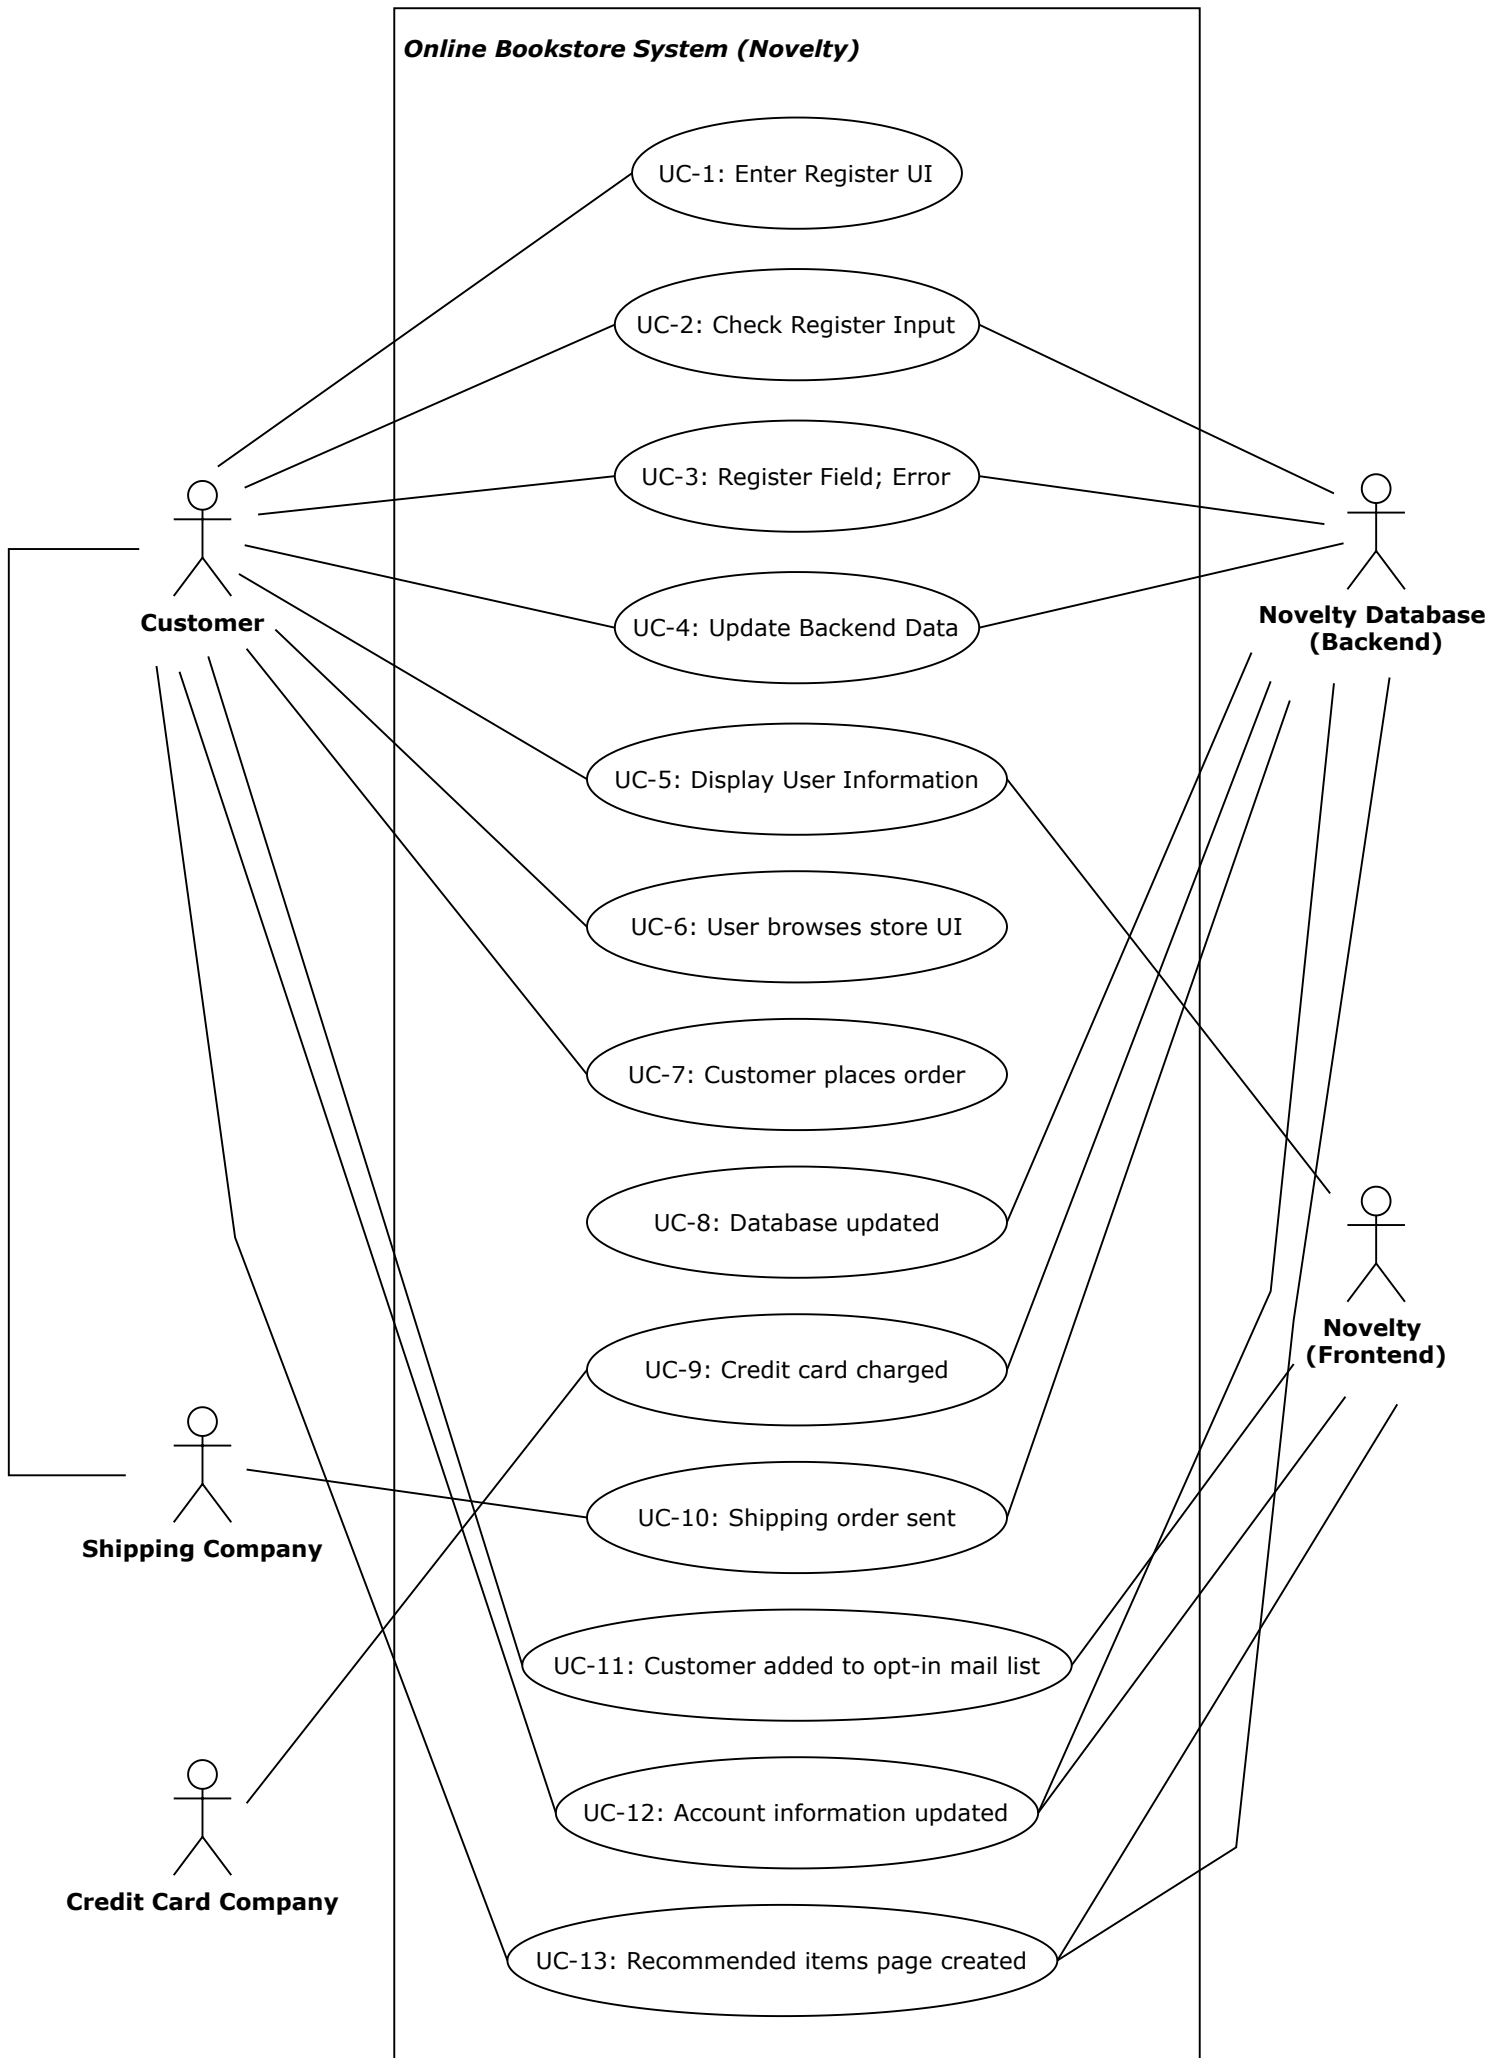 Online Bookstore System (Novelty)
UC-1: Enter Register UI
UC-2: Check Register Input
UC-3: Register Field; Error
Customer
Novelty Database
(Backend)
UC-4: Update Backend Data
UC-5: Display User Information
UC-6: User browses store UI
UC-7: Customer places order
UC-8: Database updated
Novelty
(Frontend)
UC-9: Credit card charged
UC-10: Shipping order sent
Shipping Company
UC-11: Customer added to opt-in mail list
UC-12: Account information updated
Credit Card Company
UC-13: Recommended items page created